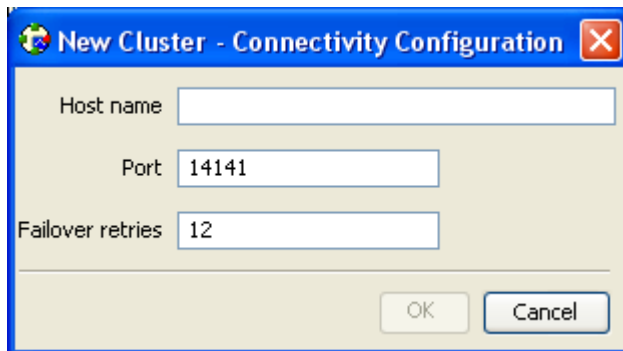 New Cluster - Connectivity Configuration
Host name
Port 14141
Failover retries 12
OK Cancel